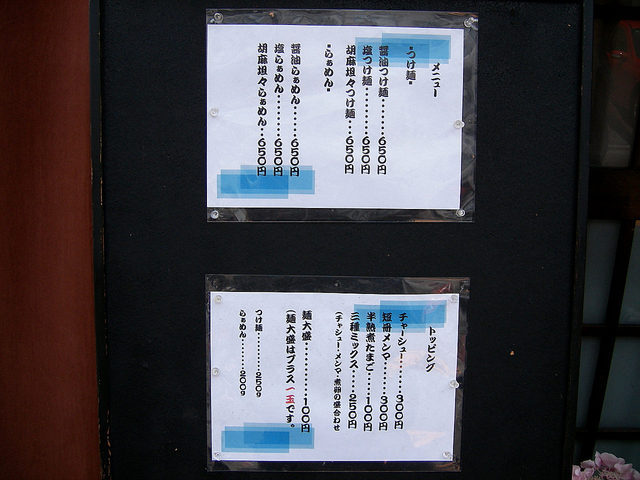 メニュー
・つけ麺・
醤油つけ麺・・・・・・650円
塩つけ麺・・・・・・・・650円
胡麻坦々つけ麺・・・650円
・らぁめん・
醤油らぁめん・・・・・・650円
塩らぁめん・・・・・・・・650円
胡麻坦々らぁめん・・・650円
トッピング
チャーシュー・・・・・・・・300円
短冊メンマ・・・・・・・・300円
半熟煮たまご・・・・・100円
三種ミックス・・・・・・250円
(チャシュー・メンマ・煮卵の盛合わせ
麺大盛・・・・・・・・・・・100円
(麺大盛はプラス一玉です。
つけ麺・・・・・・・・・・250g
らぁめん・・・・・・・・・200g